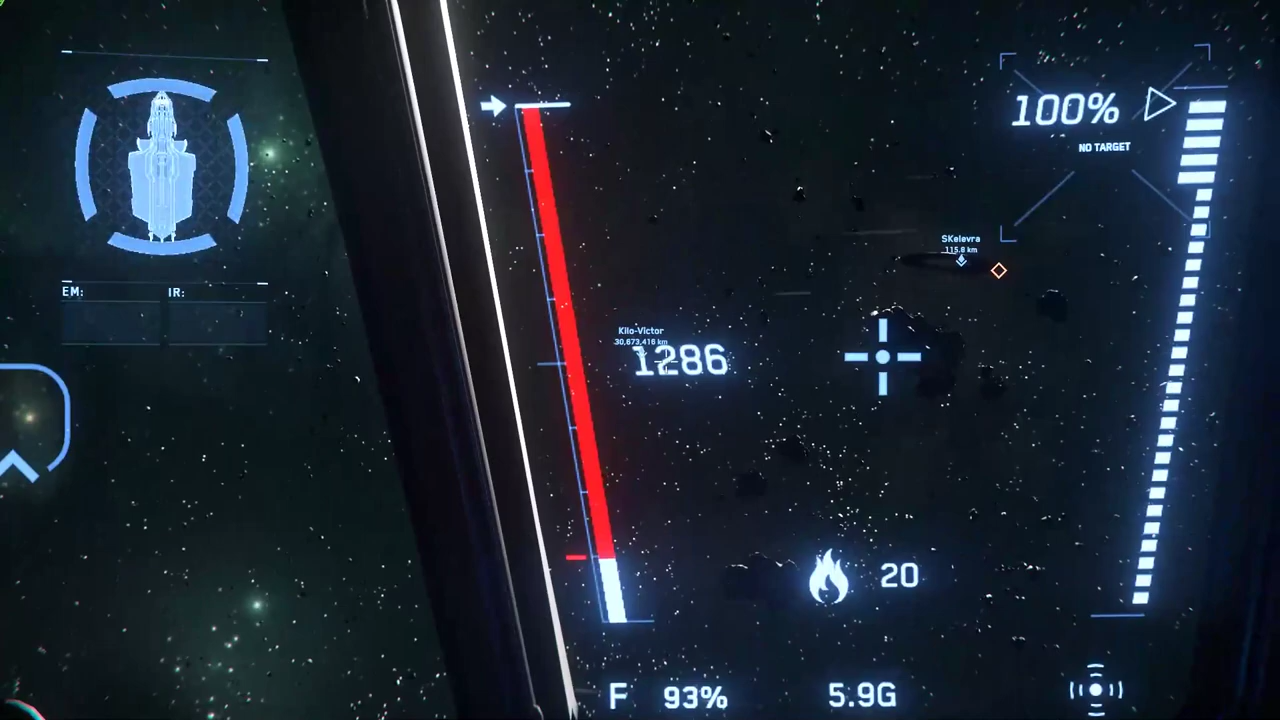 100%
NO TARGET
SKelevra
115.8 km
EM:
IR:
Kilo-Victor
30,673,416 km
1286
20
F 93%
5.9G